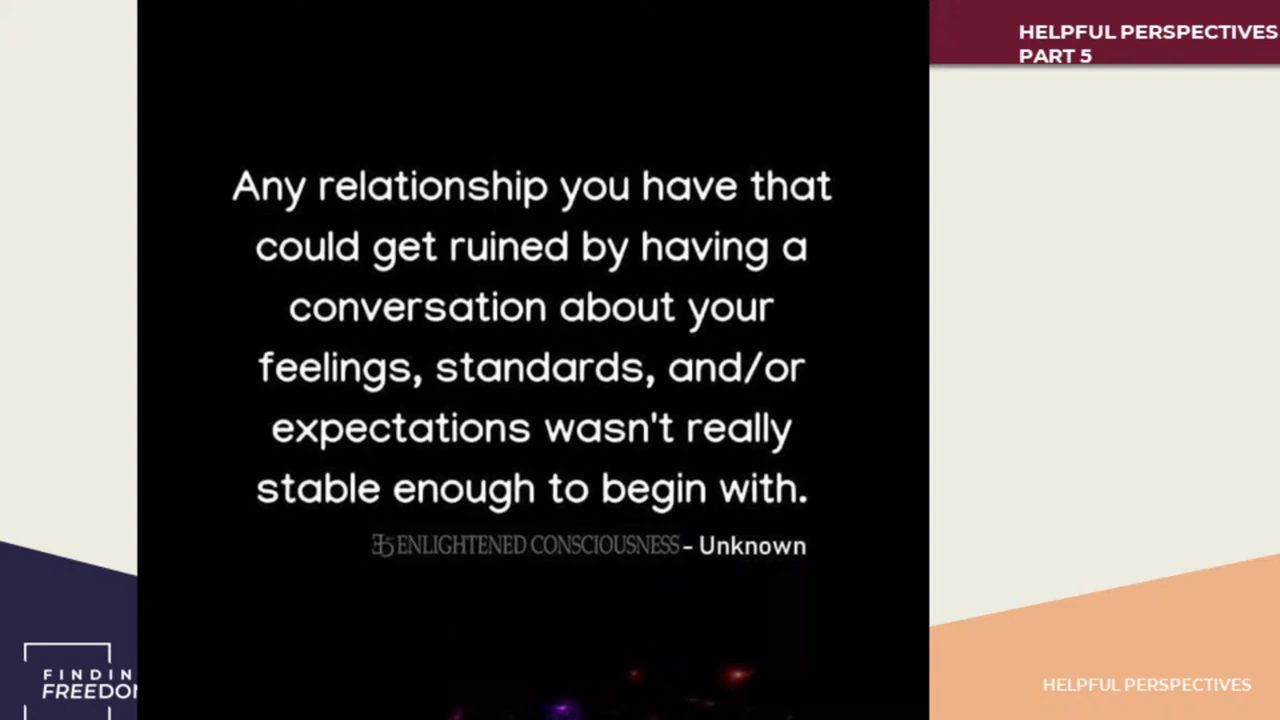 HELPFUL PERSPECTIVES
PART 5
Any relationship you have that
could get ruined by having a
conversation about your
feelings, standards, and/or
expectations wasn't really
stable enough to begin with.
ENLIGHTENED CONSCIOUSNESS - Unknown
FINDIN
FREEDO
HELPFUL PERSPECTIVES